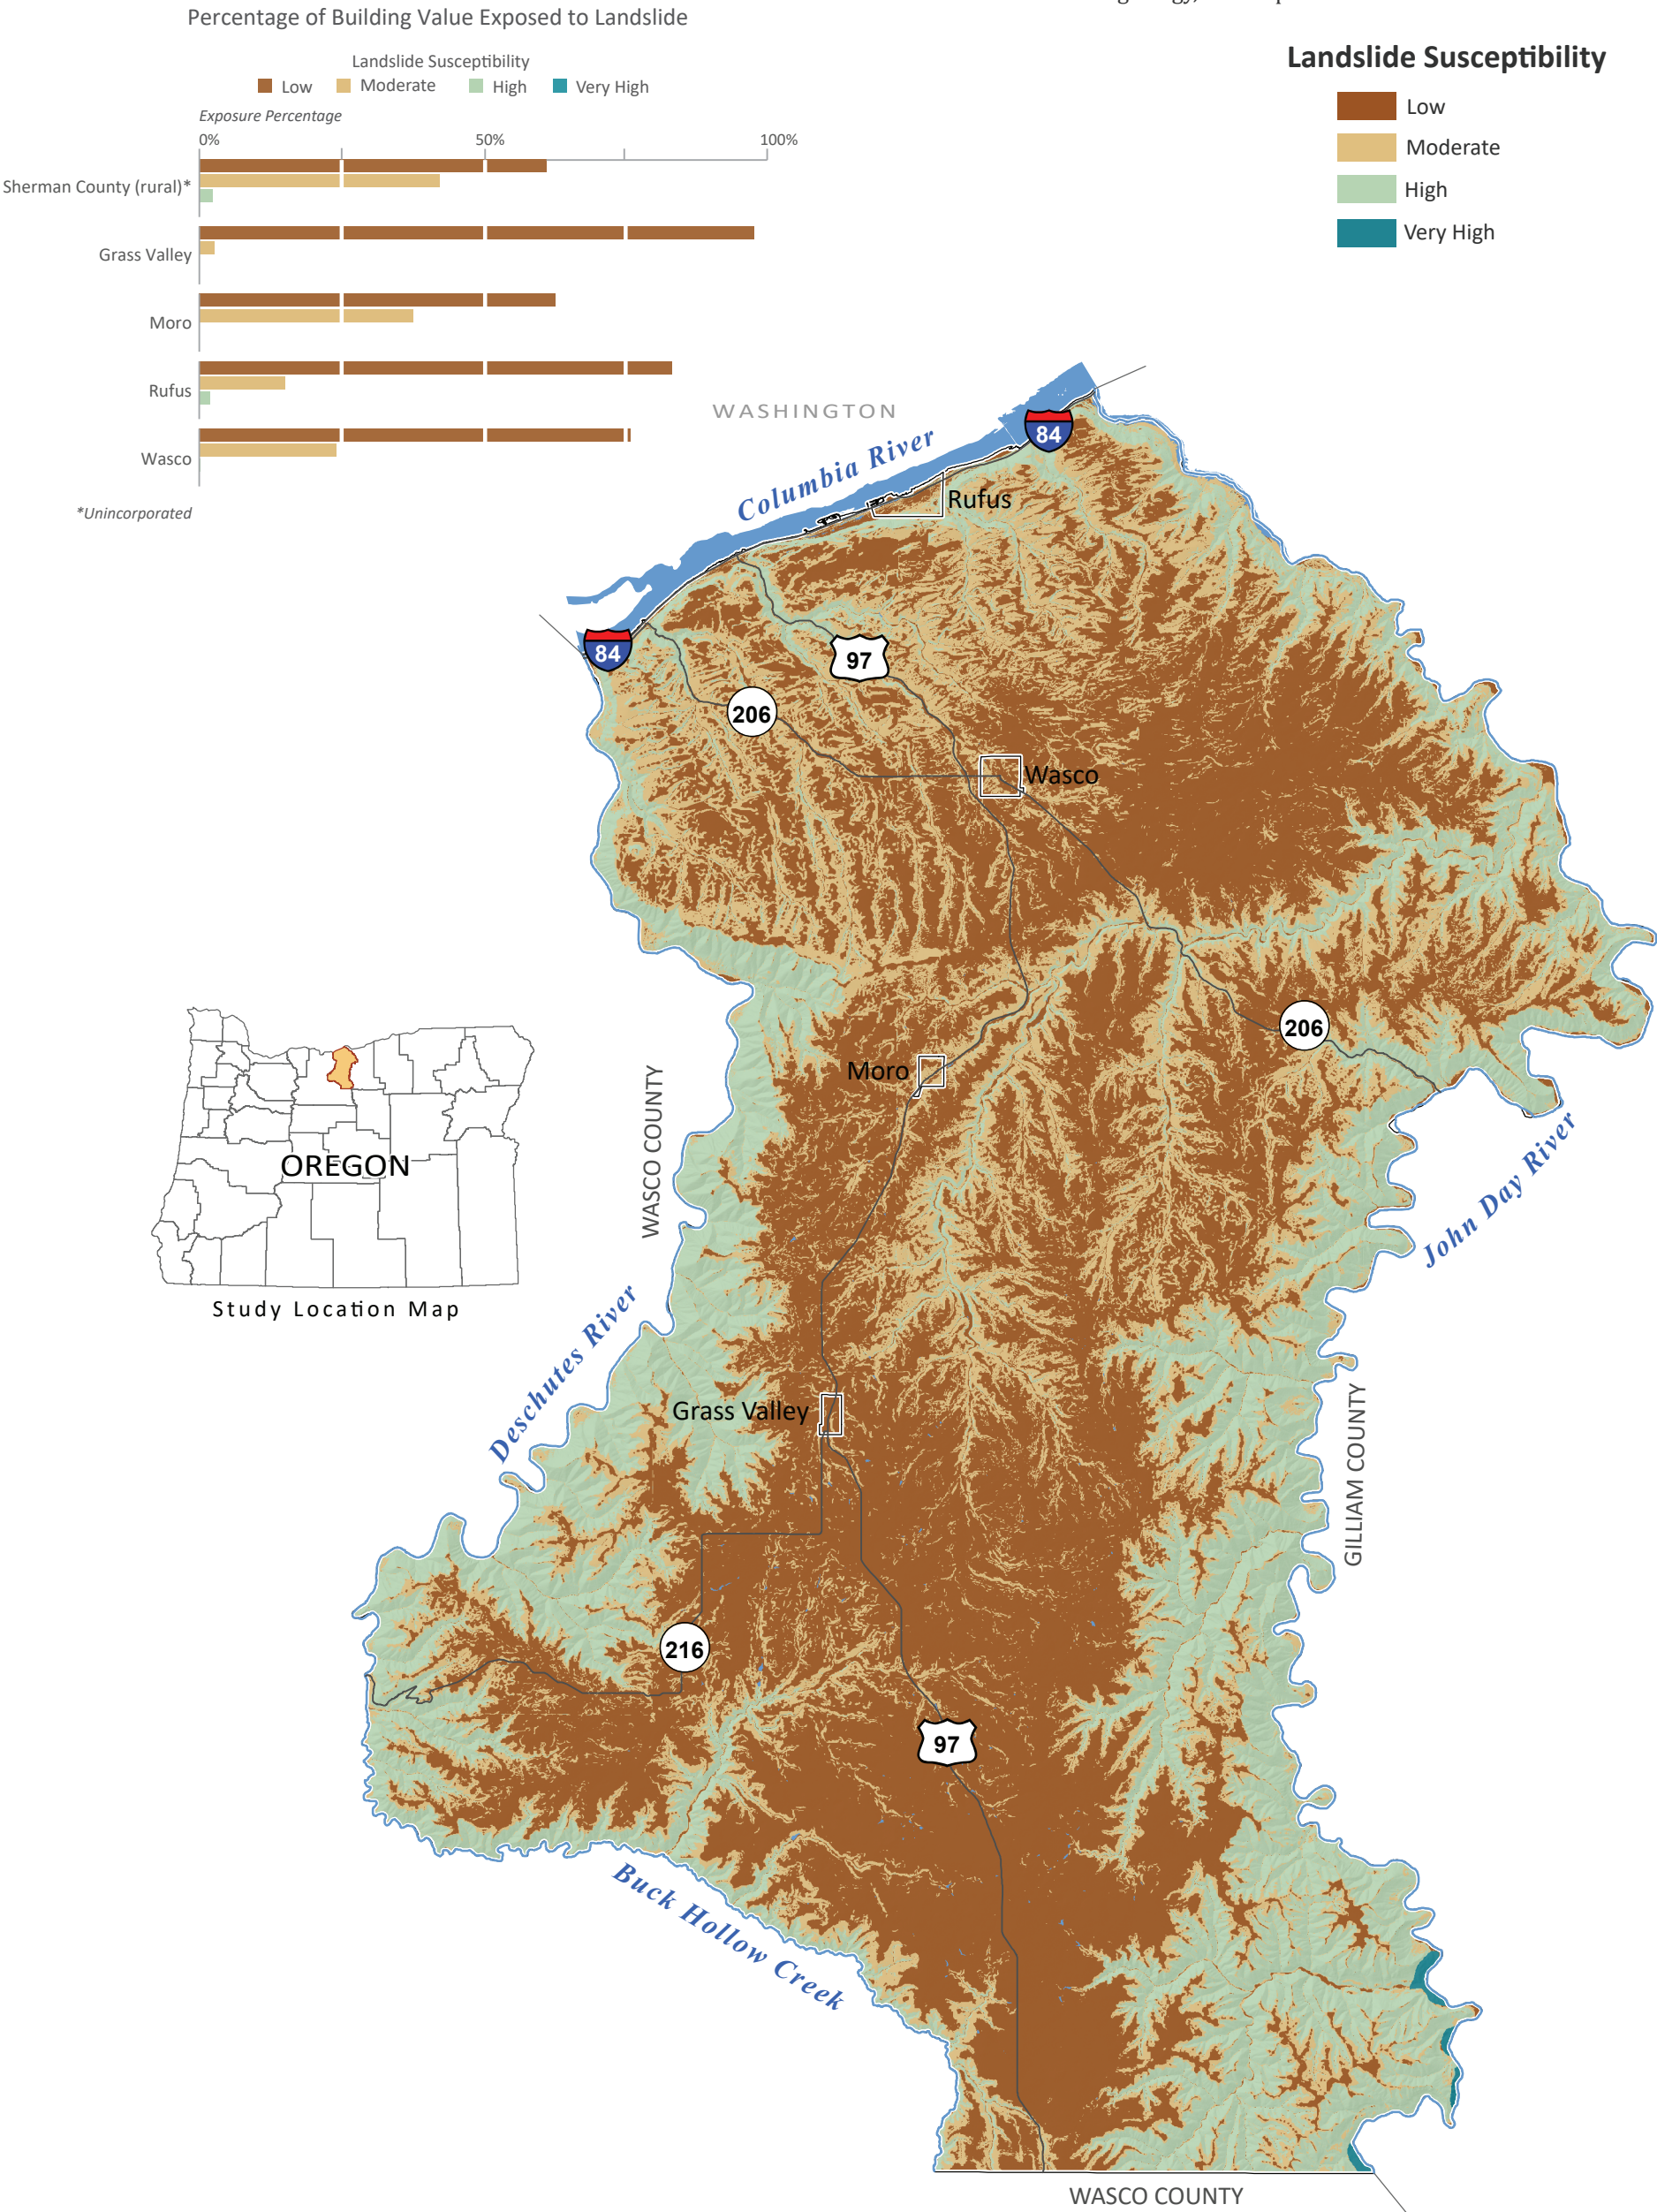 Percentage of Building Value Exposed to Landslide
Landslide Susceptibility
Low Moderate High Very High
Exposure Percentage
0% 50% 100%
Sherman County (rural)*
Grass Valley
Moro
Rufus
Wasco
*Unincorporated
Landslide Susceptibility
Low
Moderate
High
Very High
WASHINGTON
Columbia River
84
Rufus
84
97
206
Wasco
206
Moro
WASCO COUNTY
John Day River
OREGON
Study Location Map
Deschutes River
Grass Valley
GILLIAM COUNTY
216
97
Buck Hollow Creek
WASCO COUNTY